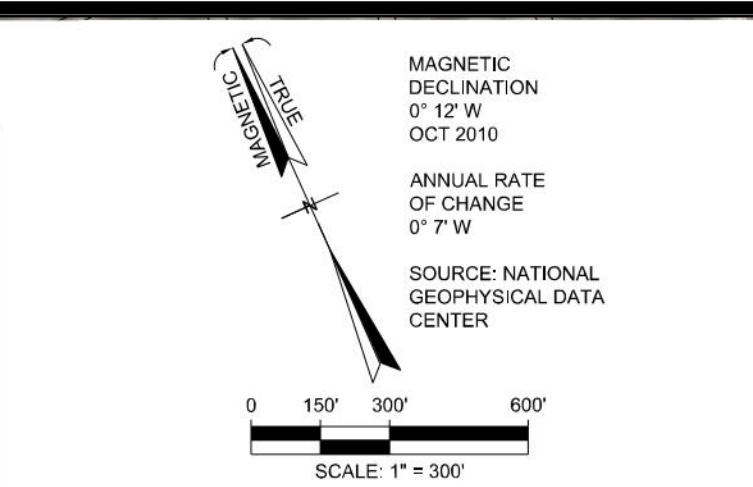 MAGNETIC
TRUE
N
MAGNETIC
DECLINATION
0° 12' W
OCT 2010
ANNUAL RATE
OF CHANGE
0° 7' W
SOURCE: NATIONAL
GEOPHYSICAL DATA
CENTER
0 150' 300' 600'
SCALE: 1" = 300'